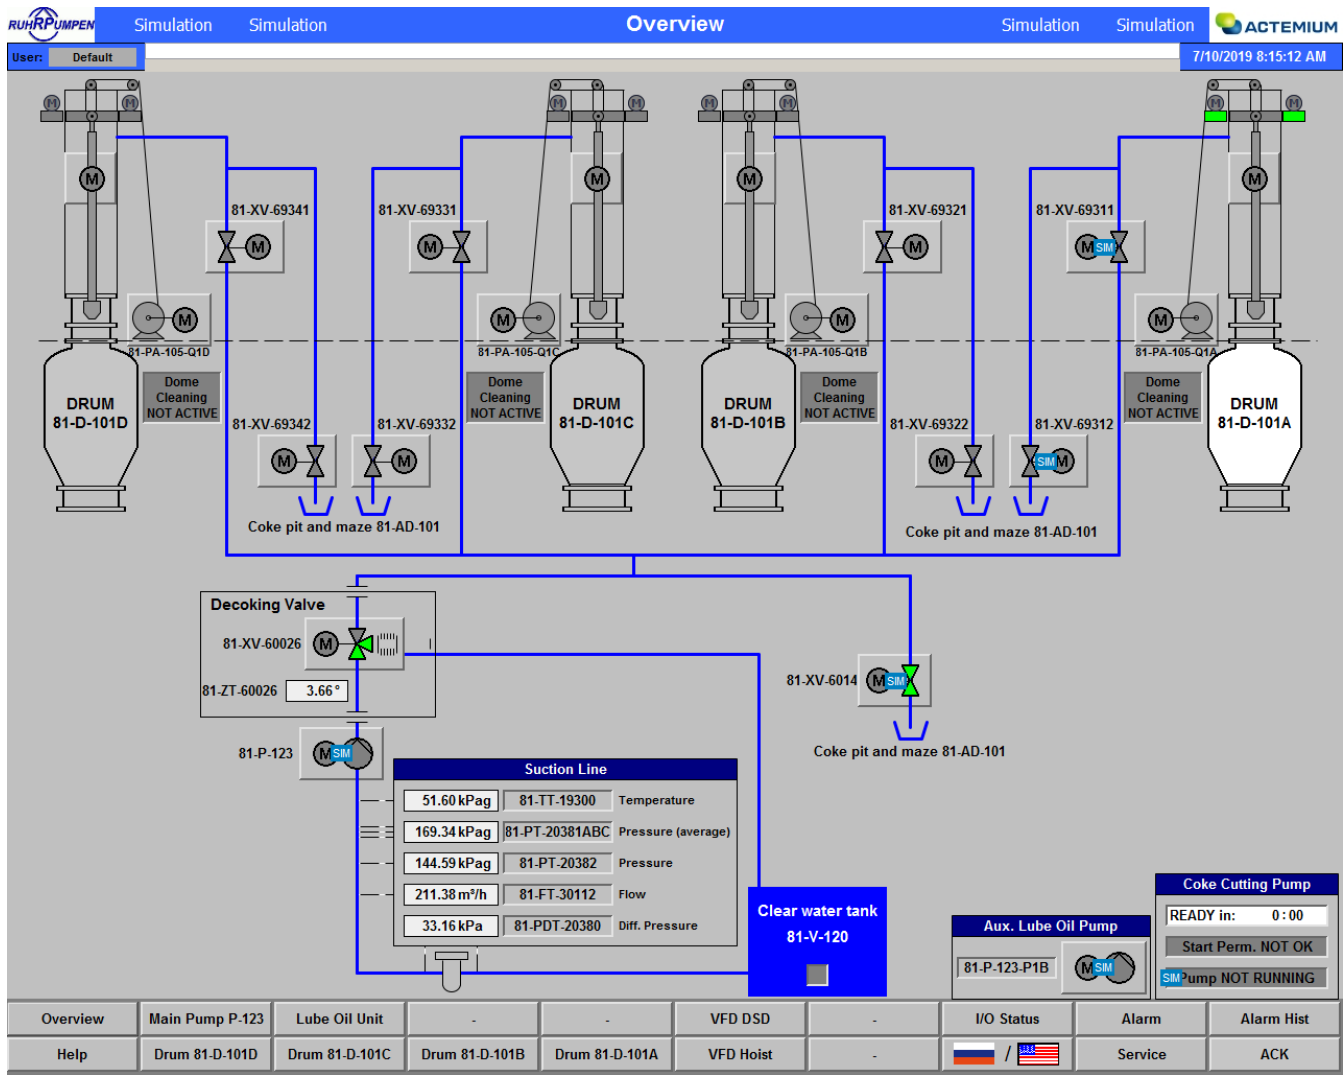 RUHRPUMPEN Simulation Simulation Overview Simulation Simulation ACTEMIUM
User: Default 7/10/2019 8:15:12 AM
M M M M M M M M
M M M M
81-XV-69341 81-XV-69331 81-XV-69321 81-XV-69311
M M M M SIM
M M M M
81-PA-105-Q1D 81-PA-105-Q1C 81-PA-105-Q1B 81-PA-105-Q1A
Dome Dome Dome Dome
Cleaning Cleaning Cleaning Cleaning
NOT ACTIVE NOT ACTIVE NOT ACTIVE NOT ACTIVE
DRUM DRUM DRUM DRUM
81-D-101D 81-D-101C 81-D-101B 81-D-101A
81-XV-69342 81-XV-69332 81-XV-69322 81-XV-69312
M M M SIM M
Coke pit and maze 81-AD-101 Coke pit and maze 81-AD-101
Decoking Valve
81-XV-60026 M
81-ZT-60026 3.66°
81-XV-6014 M SIM
Coke pit and maze 81-AD-101
81-P-123 M SIM
Suction Line
51.60 kPag 81-TT-19300 Temperature
169.34 kPag 81-PT-20381ABC Pressure (average)
144.59 kPag 81-PT-20382 Pressure
211.38 m³/h 81-FT-30112 Flow
33.16 kPa 81-PDT-20380 Diff. Pressure
Clear water tank
81-V-120
Aux. Lube Oil Pump
81-P-123-P1B M SIM
Coke Cutting Pump
READY in: 0:00
Start Perm. NOT OK
SIM Pump NOT RUNNING
Overview Main Pump P-123 Lube Oil Unit - - VFD DSD - I/O Status Alarm Alarm Hist
Help Drum 81-D-101D Drum 81-D-101C Drum 81-D-101B Drum 81-D-101A VFD Hoist - / Service ACK